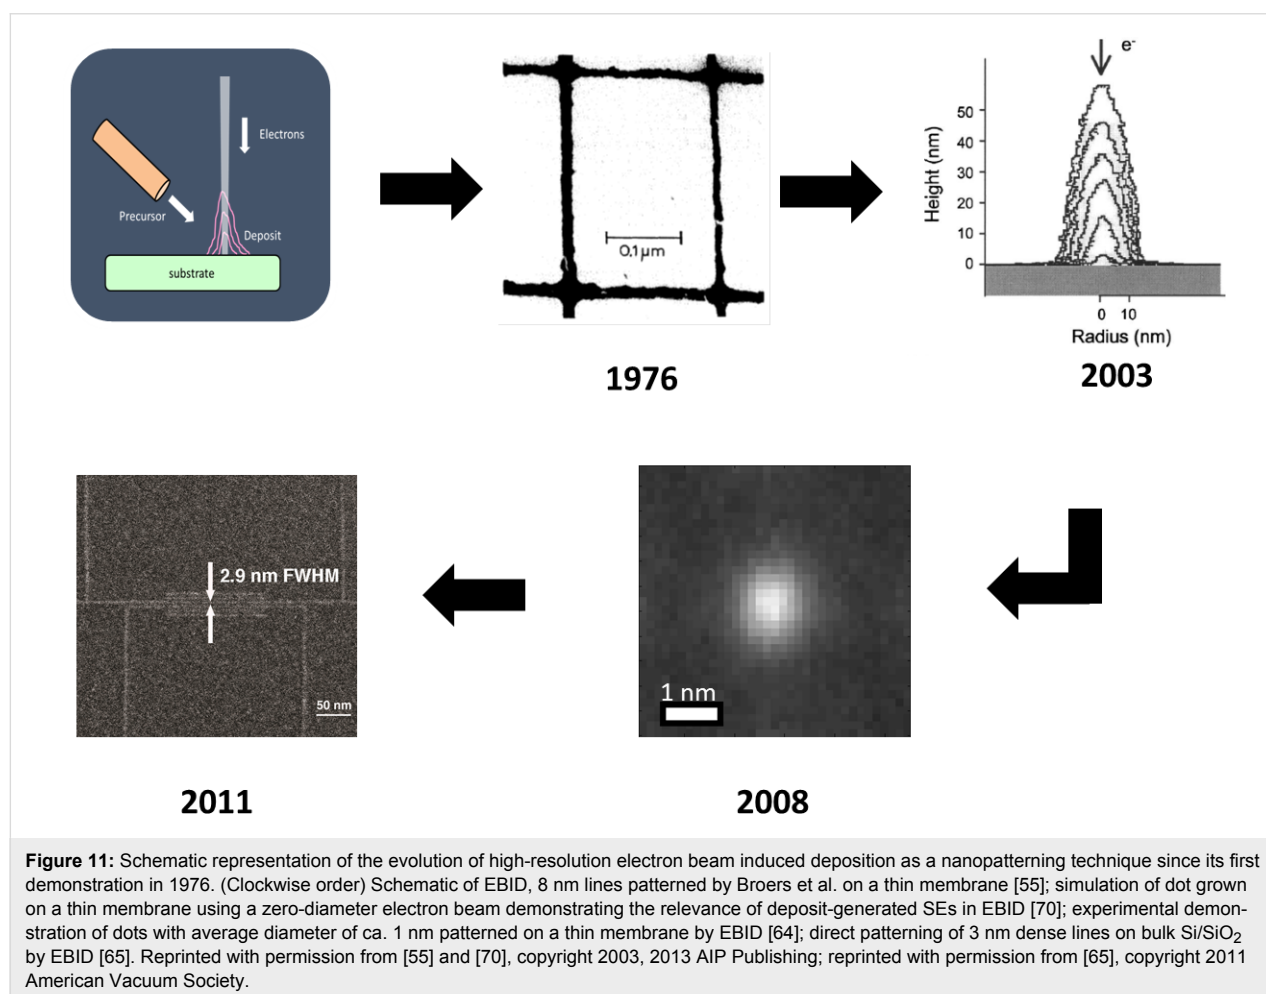 Electrons
Precursor
Deposit
substrate
0.1µm
1976
e-
Height (nm)
50
40
30
20
10
0
0 10
Radius (nm)
2003
2.9 nm FWHM
50 nm
2011
1 nm
2008
Figure 11: Schematic representation of the evolution of high-resolution electron beam induced deposition as a nanopatterning technique since its first
demonstration in 1976. (Clockwise order) Schematic of EBID, 8 nm lines patterned by Broers et al. on a thin membrane [55]; simulation of dot grown
on a thin membrane using a zero-diameter electron beam demonstrating the relevance of deposit-generated SEs in EBID [70]; experimental demon-
stration of dots with average diameter of ca. 1 nm patterned on a thin membrane by EBID [64]; direct patterning of 3 nm dense lines on bulk Si/SiO2
by EBID [65]. Reprinted with permission from [55] and [70], copyright 2003, 2013 AIP Publishing; reprinted with permission from [65], copyright 2011
American Vacuum Society.